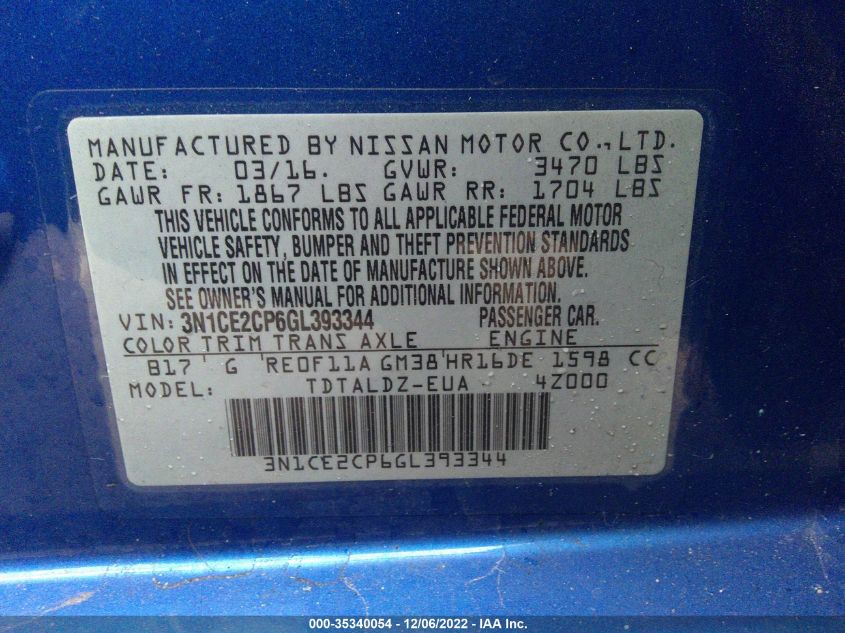 MANUFACTURED BY NISSAN MOTOR CO., LTD.
DATE: 03/16. GVWR: 3470 LBS
GAWR FR: 1867 LBS GAWR RR: 1704 LBS
THIS VEHICLE CONFORMS TO ALL APPLICABLE FEDERAL MOTOR
VEHICLE SAFETY, BUMPER AND THEFT PREVENTION STANDARDS
IN EFFECT ON THE DATE OF MANUFACTURE SHOWN ABOVE.
SEE OWNER'S MANUAL FOR ADDITIONAL INFORMATION.
VIN: 3N1CE2CP6GL393344 PASSENGER CAR.
COLOR TRIM TRANS AXLE ENGINE
B17 G RE0F11A GM38 HR16DE 1598 CC
MODEL: TDTALDZ-EUA 4Z000
3N1CE2CP6GL393344
000-35340054 - 12/06/2022 - IAA Inc.